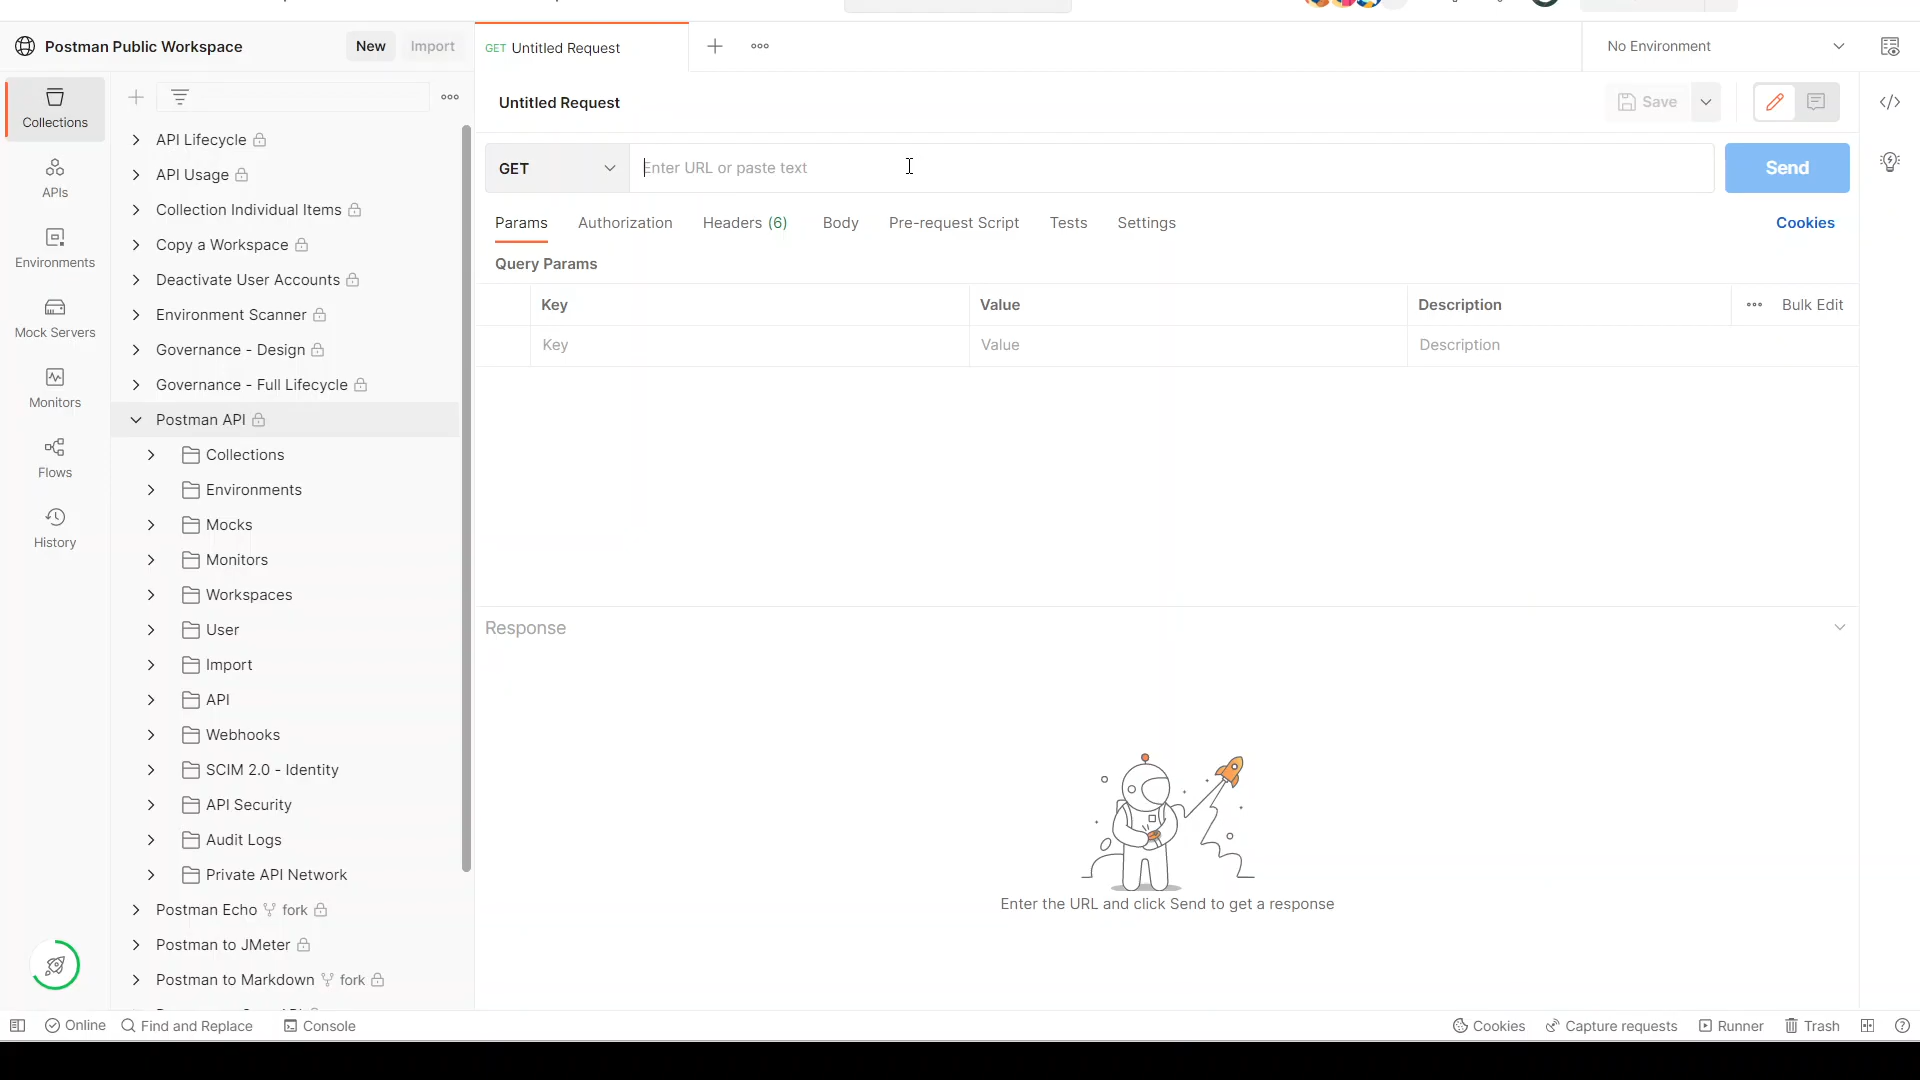 Postman Public Workspace
New
Import
GET Untitled Request
No Environment
Collections
APIs
Environments
Mock Servers
Monitors
Flows
History
API Lifecycle
API Usage
Collection Individual Items
Copy a Workspace
Deactivate User Accounts
Environment Scanner
Governance - Design
Governance - Full Lifecycle
Postman API
Collections
Environments
Mocks
Monitors
Workspaces
User
Import
API
Webhooks
SCIM 2.0 - Identity
API Security
Audit Logs
Private API Network
Postman Echo fork
Postman to JMeter
Postman to Markdown fork
Untitled Request
Save
GET
Enter URL or paste text
Send
Params
Authorization
Headers (6)
Body
Pre-request Script
Tests
Settings
Cookies
Query Params
Key
Value
Description
Bulk Edit
Key
Value
Description
Response
Enter the URL and click Send to get a response
Online
Find and Replace
Console
Cookies
Capture requests
Runner
Trash